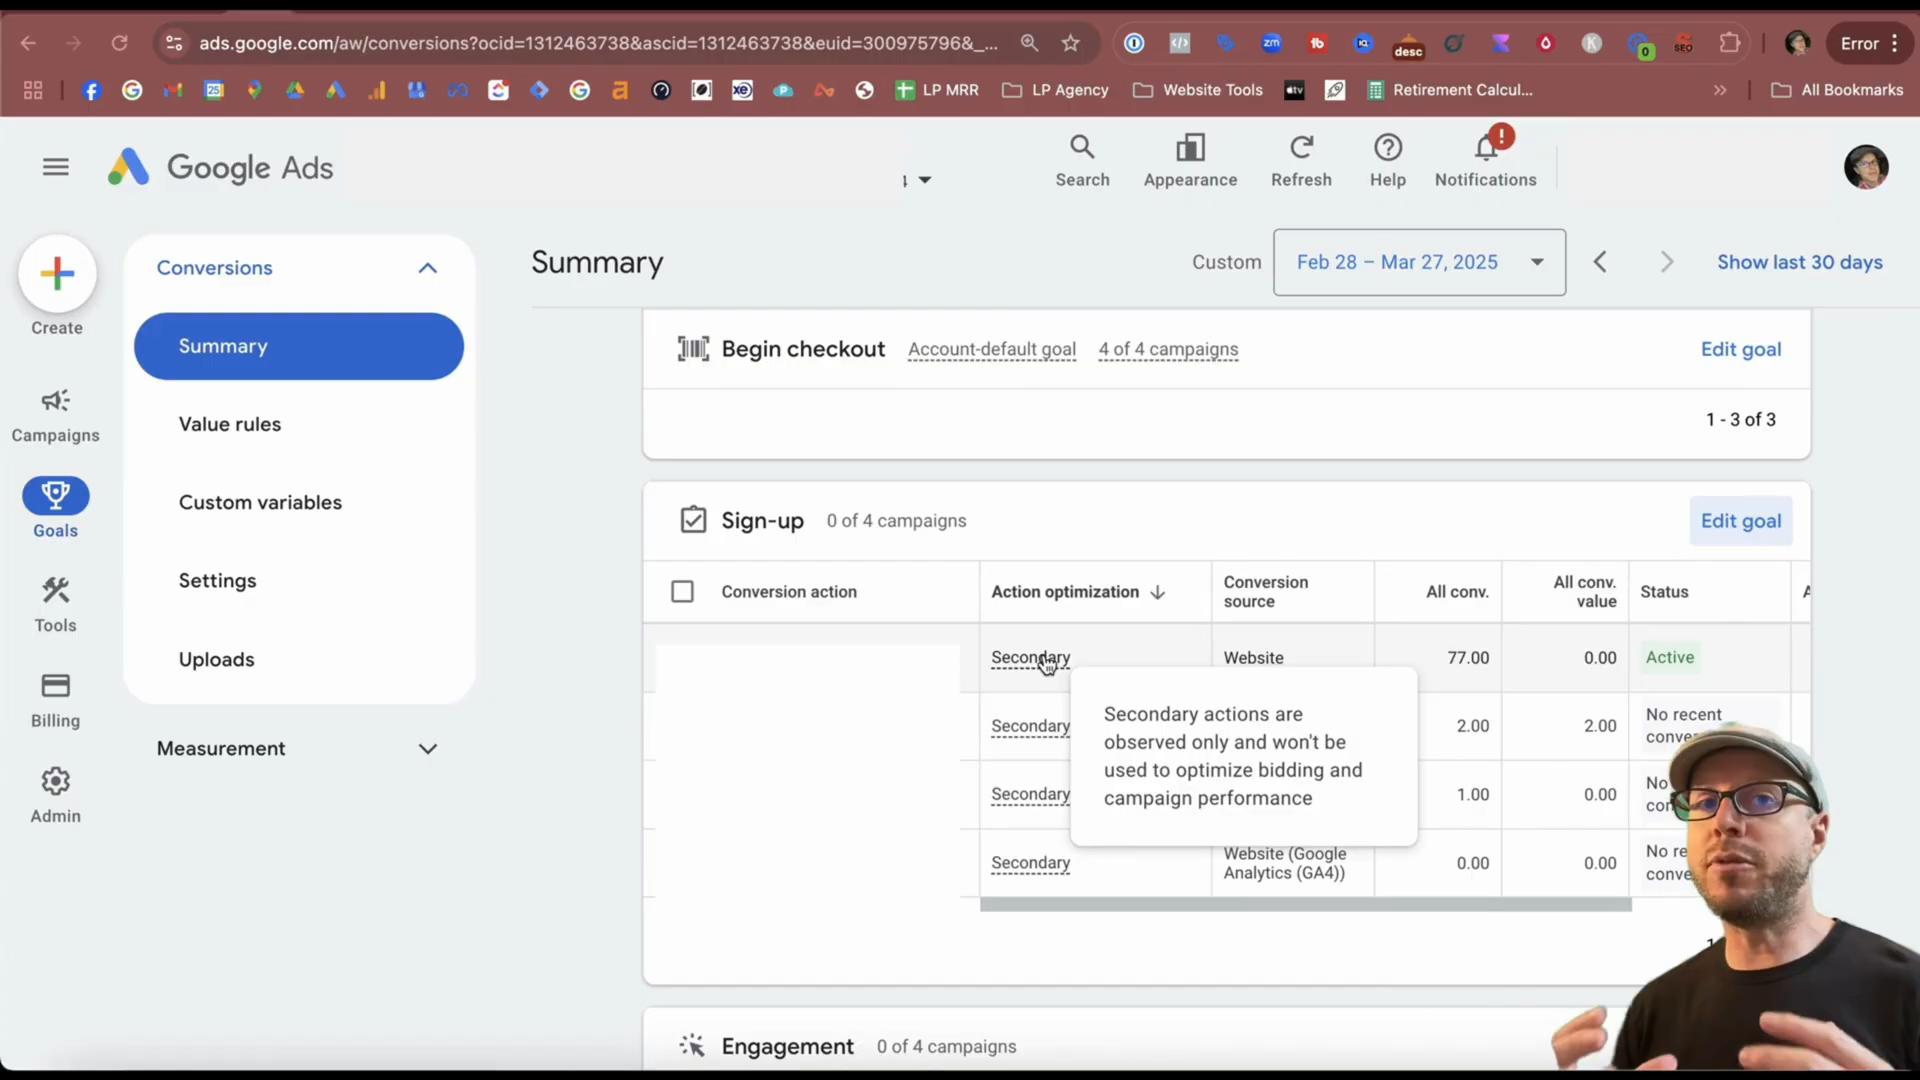 ads.google.com/aw/conversions?ocid=1312463738&ascid=1312463738&euid=300975796&_...
desc
0
SEO
Error
25
LP MRR
LP Agency
Website Tools
Retirement Calcul...
All Bookmarks
Google Ads
Search
Appearance
Refresh
Help
Notifications
Create
Campaigns
Goals
Tools
Billing
Admin
Conversions
Summary
Value rules
Custom variables
Settings
Uploads
Measurement
Summary
Custom
Feb 28 – Mar 27, 2025
Show last 30 days
Begin checkout
Account-default goal
4 of 4 campaigns
Edit goal
1 - 3 of 3
Sign-up
0 of 4 campaigns
Edit goal
Conversion action
Action optimization
Conversion
source
All conv.
All conv.
value
Status
Secondary
Website
77.00
0.00
Active
Secondary
2.00
2.00
No recent
Secondary
1.00
0.00
No
Secondary
Website (Google
Analytics (GA4))
0.00
0.00
Secondary actions are
observed only and won't be
used to optimize bidding and
campaign performance
Engagement
0 of 4 campaigns